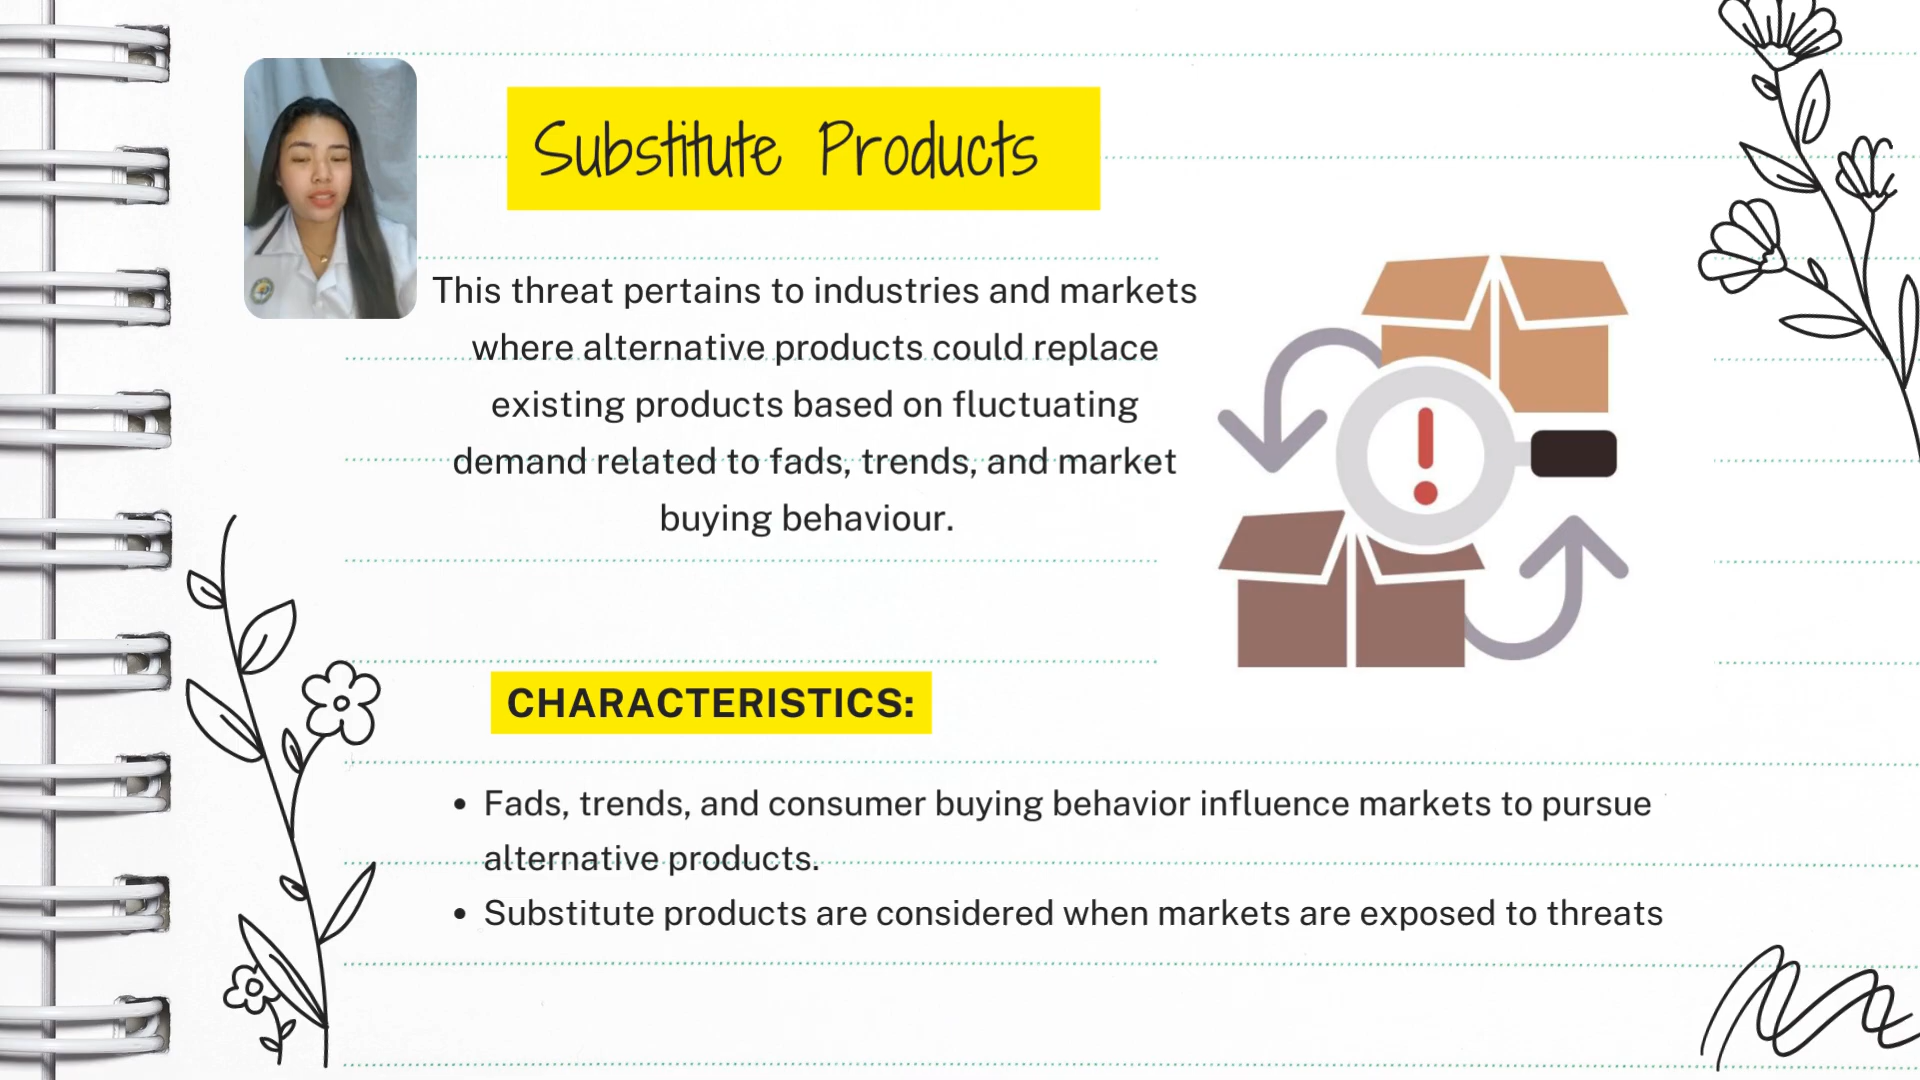 Substitute Products
This threat pertains to industries and markets
where alternative products could replace
existing products based on fluctuating
demand related to fads, trends, and market
buying behaviour.
CHARACTERISTICS:
• Fads, trends, and consumer buying behavior influence markets to pursue
alternative products.
• Substitute products are considered when markets are exposed to threats